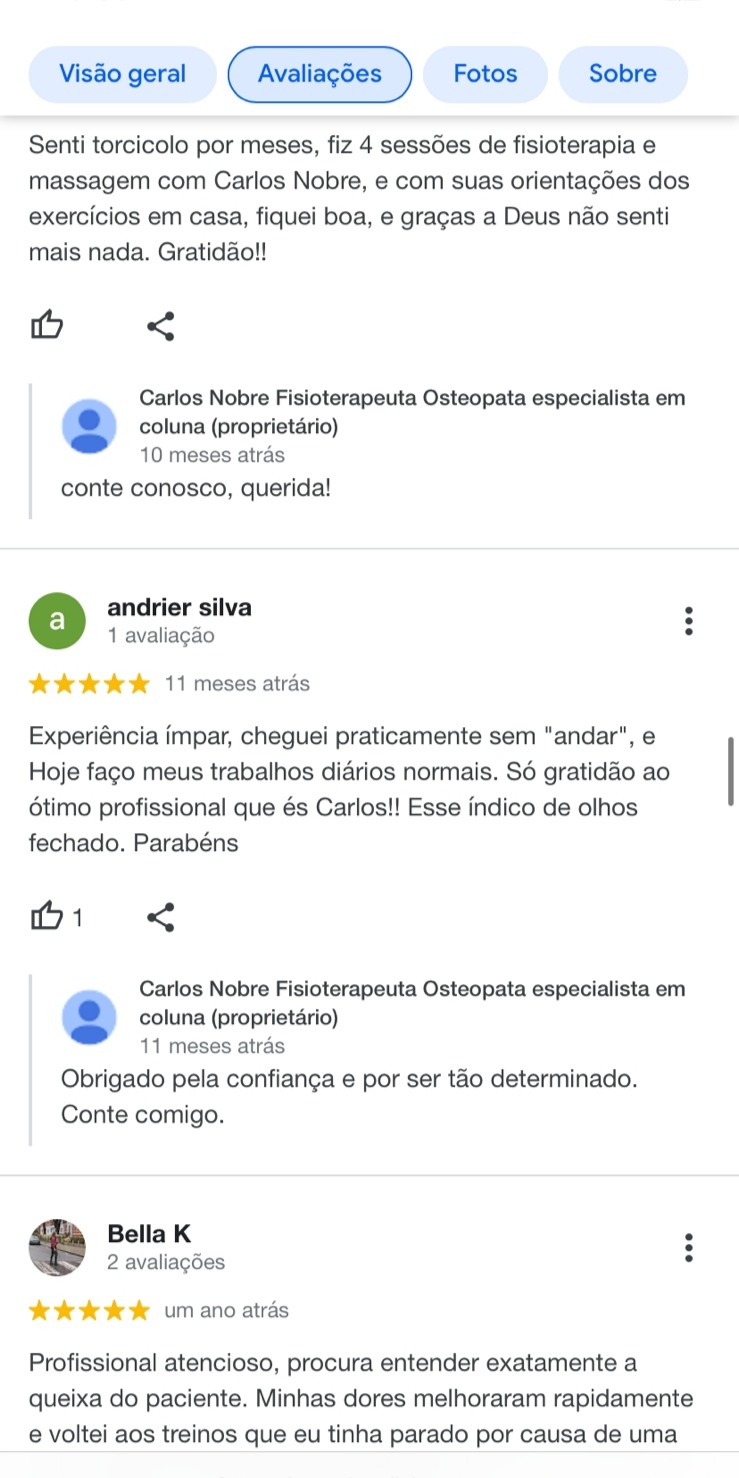 Visão geral
Avaliações
Fotos
Sobre
Senti torcicolo por meses, fiz 4 sessões de fisioterapia e
massagem com Carlos Nobre, e com suas orientações dos
exercícios em casa, fiquei boa, e graças a Deus não senti
mais nada. Gratidão!!
Carlos Nobre Fisioterapeuta Osteopata especialista em
coluna (proprietário)
10 meses atrás
conte conosco, querida!
a
andrier silva
1 avaliação
11 meses atrás
Experiência ímpar, cheguei praticamente sem "andar", e
Hoje faço meus trabalhos diários normais. Só gratidão ao
ótimo profissional que és Carlos!! Esse índico de olhos
fechado. Parabéns
1
Carlos Nobre Fisioterapeuta Osteopata especialista em
coluna (proprietário)
11 meses atrás
Obrigado pela confiança e por ser tão determinado.
Conte comigo.
Bella K
2 avaliações
um ano atrás
Profissional atencioso, procura entender exatamente a
queixa do paciente. Minhas dores melhoraram rapidamente
e voltei aos treinos que eu tinha parado por causa de uma